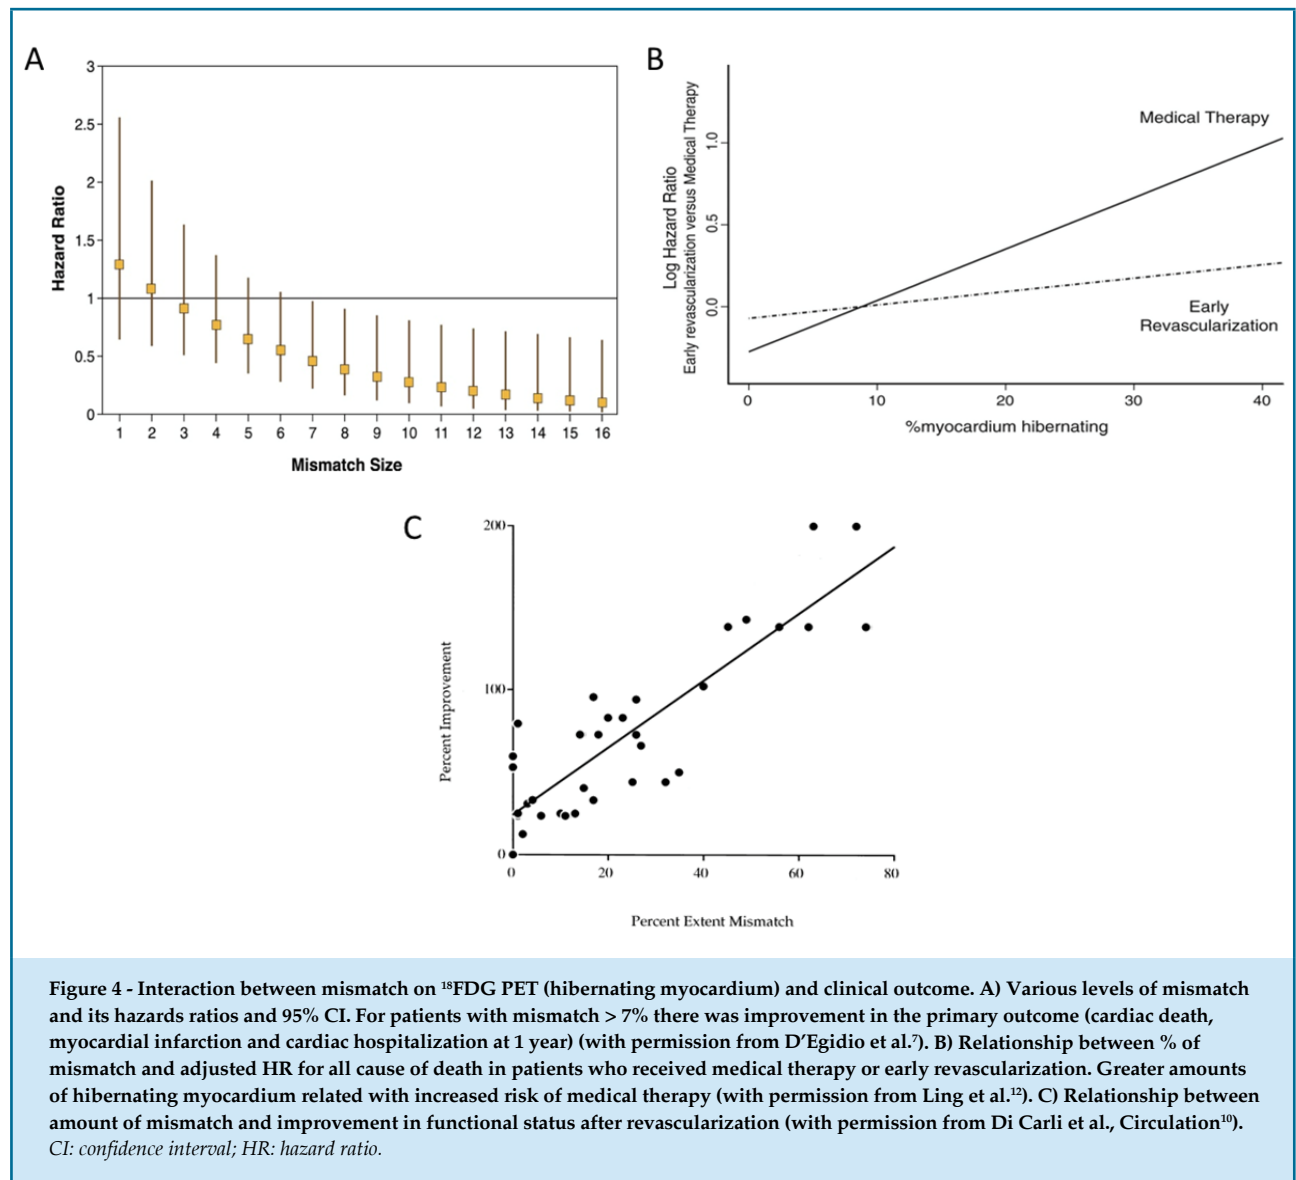 A
3
2.5
2
1.5
1
0.5
0
Hazard Ratio
1 2 3 4 5 6 7 8 9 10 11 12 13 14 15 16
Mismatch Size
B
Log Hazard Ratio
Early revascularization versus Medical Therapy
1.0
0.5
0.0
Medical Therapy
Early
Revascularization
0 10 20 30 40
%myocardium hibernating
C
200
100
0
Percent Improvement
0 20 40 60 80
Percent Extent Mismatch
Figure 4 - Interaction between mismatch on ¹⁸FDG PET (hibernating myocardium) and clinical outcome. A) Various levels of mismatch
and its hazards ratios and 95% CI. For patients with mismatch > 7% there was improvement in the primary outcome (cardiac death,
myocardial infarction and cardiac hospitalization at 1 year) (with permission from D'Egidio et al.⁷). B) Relationship between % of
mismatch and adjusted HR for all cause of death in patients who received medical therapy or early revascularization. Greater amounts
of hibernating myocardium related with increased risk of medical therapy (with permission from Ling et al.¹²). C) Relationship between
amount of mismatch and improvement in functional status after revascularization (with permission from Di Carli et al., Circulation¹⁰).
CI: confidence interval; HR: hazard ratio.